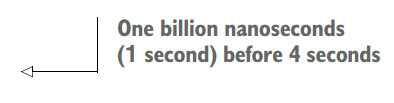 One billion nanoseconds
(1 second) before 4 seconds